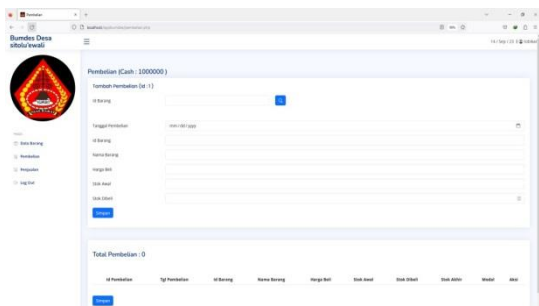 Pembelian
localhost
Bumdes Desa
sitolu'ewali
Pembelian (Cash : 1000000 )
Tambah Pembelian (Id : 1 )
Id Barang
Tanggal Pembelian
mm/dd/yyyy
Id Barang
Nama Barang
Harga Beli
Stok Awal
Stok Dibeli
Simpan
Data Barang
Pembelian
Penjualan
Log Out
Total Pembelian : 0
Id Pembelian Tgl Pembelian Id Barang Nama Barang Harga Beli Stok Awal Stok Dibeli Stok Akhir Modal Aksi
Simpan